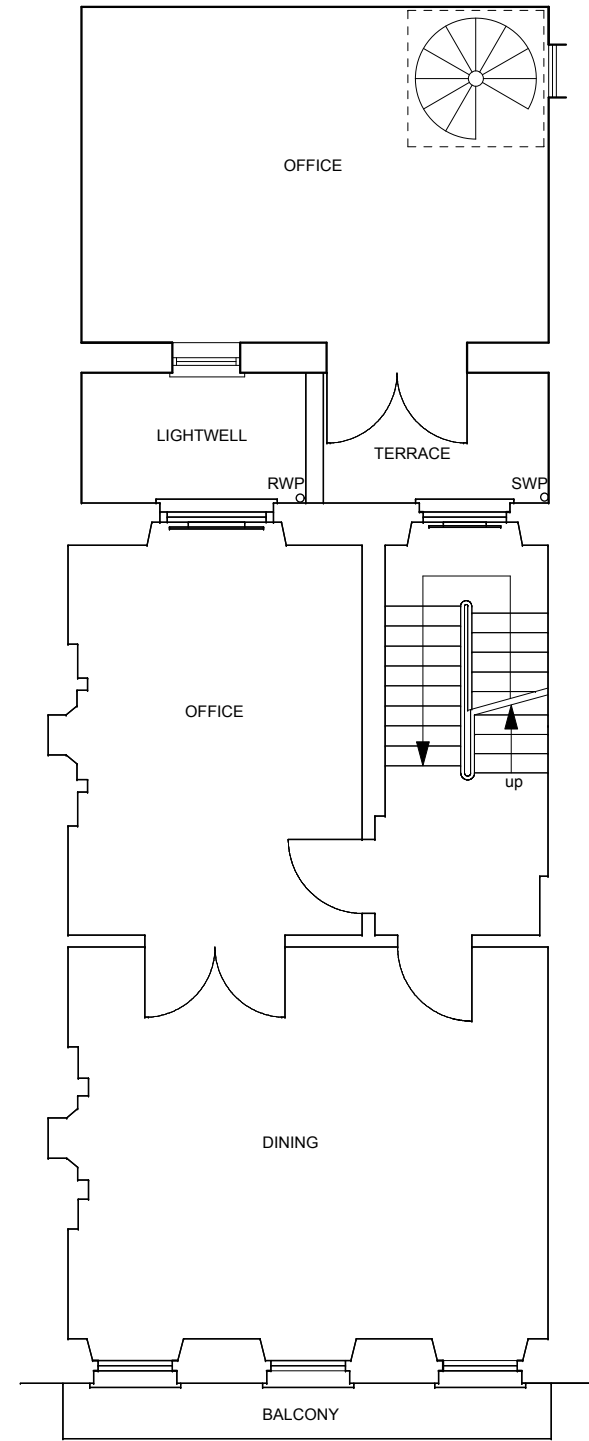 OFFICE
LIGHTWELL
TERRACE
RWP
SWP
OFFICE
up
DINING
BALCONY